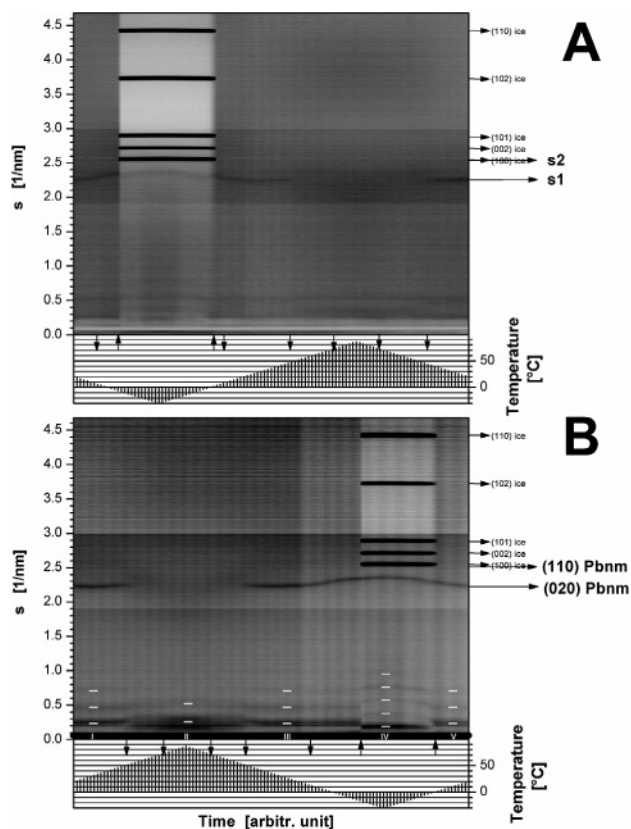 A
4.5
4.0
3.5
3.0
2.5
2.0
1.5
1.0
0.5
0.0
s [1/nm]
(110) ice
(102) ice
(101) ice
(002) ice
(100) ice
s2
s1
50
0
Temperature
[°C]
B
4.5
4.0
3.5
3.0
2.5
2.0
1.5
1.0
0.5
0.0
s [1/nm]
(110) ice
(102) ice
(101) ice
(002) ice
(100) ice
(110) Pbnm
(020) Pbnm
I II III IV V
50
0
Temperature
[°C]
Time [arbitr. unit]